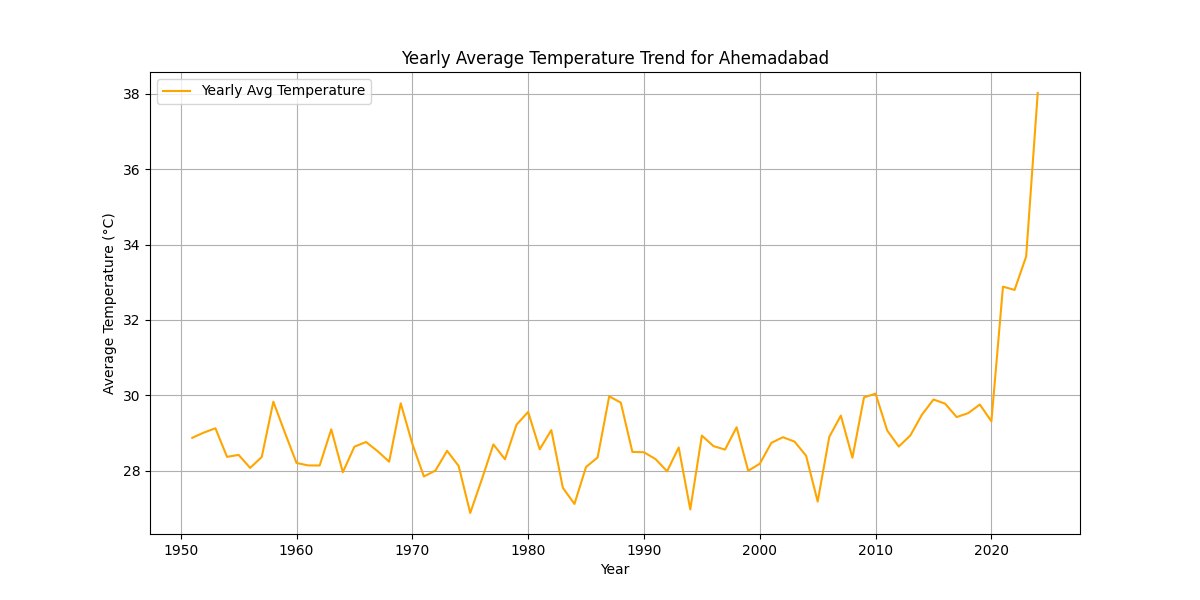 Yearly Average Temperature Trend for Ahemadabad
Yearly Avg Temperature
38
36
34
32
30
28
Average Temperature (°C)
1950 1960 1970 1980 1990 2000 2010 2020
Year